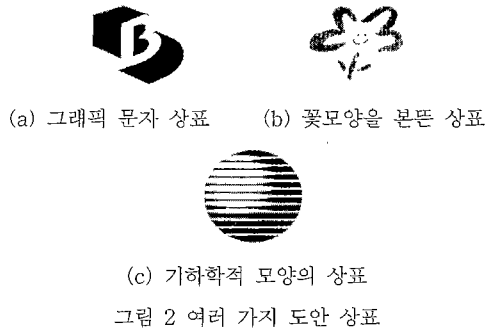 B
(a) 그래픽 문자 상표
(b) 꽃모양을 본뜬 상표
(c) 기하학적 모양의 상표
그림 2 여러 가지 도안 상표